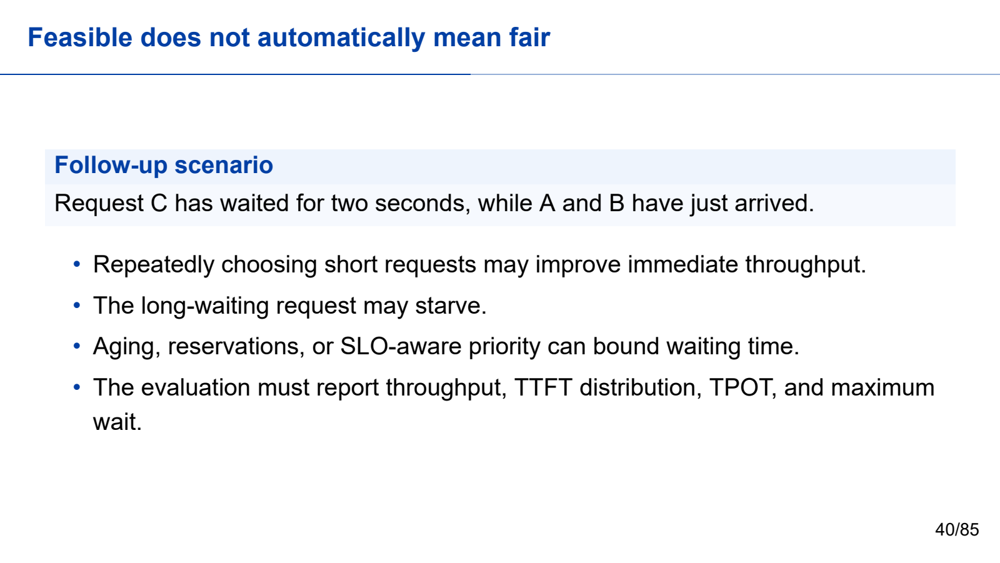 Feasible does not automatically mean fair
Follow-up scenario
Request C has waited for two seconds, while A and B have just arrived.
• Repeatedly choosing short requests may improve immediate throughput.
• The long-waiting request may starve.
• Aging, reservations, or SLO-aware priority can bound waiting time.
• The evaluation must report throughput, TTFT distribution, TPOT, and maximum
wait.
40/85